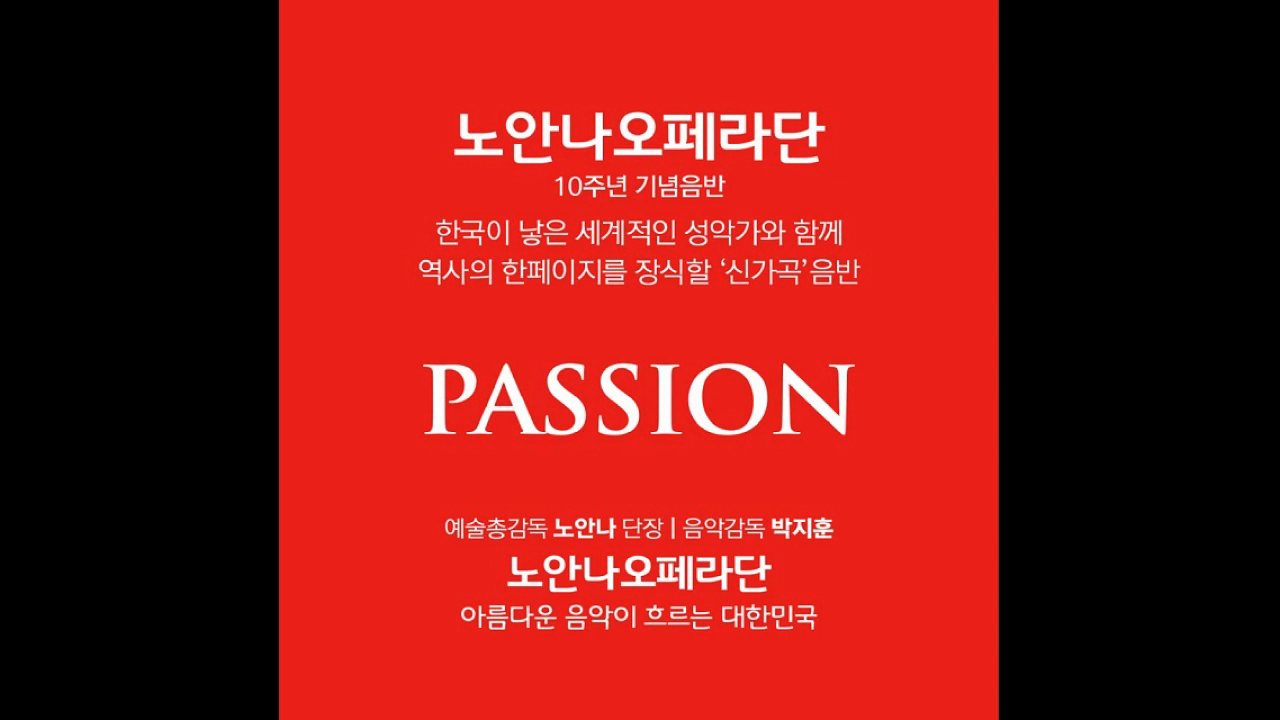 노안나오페라단
10주년 기념음반
한국이 낳은 세계적인 성악가와 함께
역사의 한페이지를 장식할 ‘신가곡’음반
PASSION
예술총감독 노안나 단장 | 음악감독 박지훈
노안나오페라단
아름다운 음악이 흐르는 대한민국